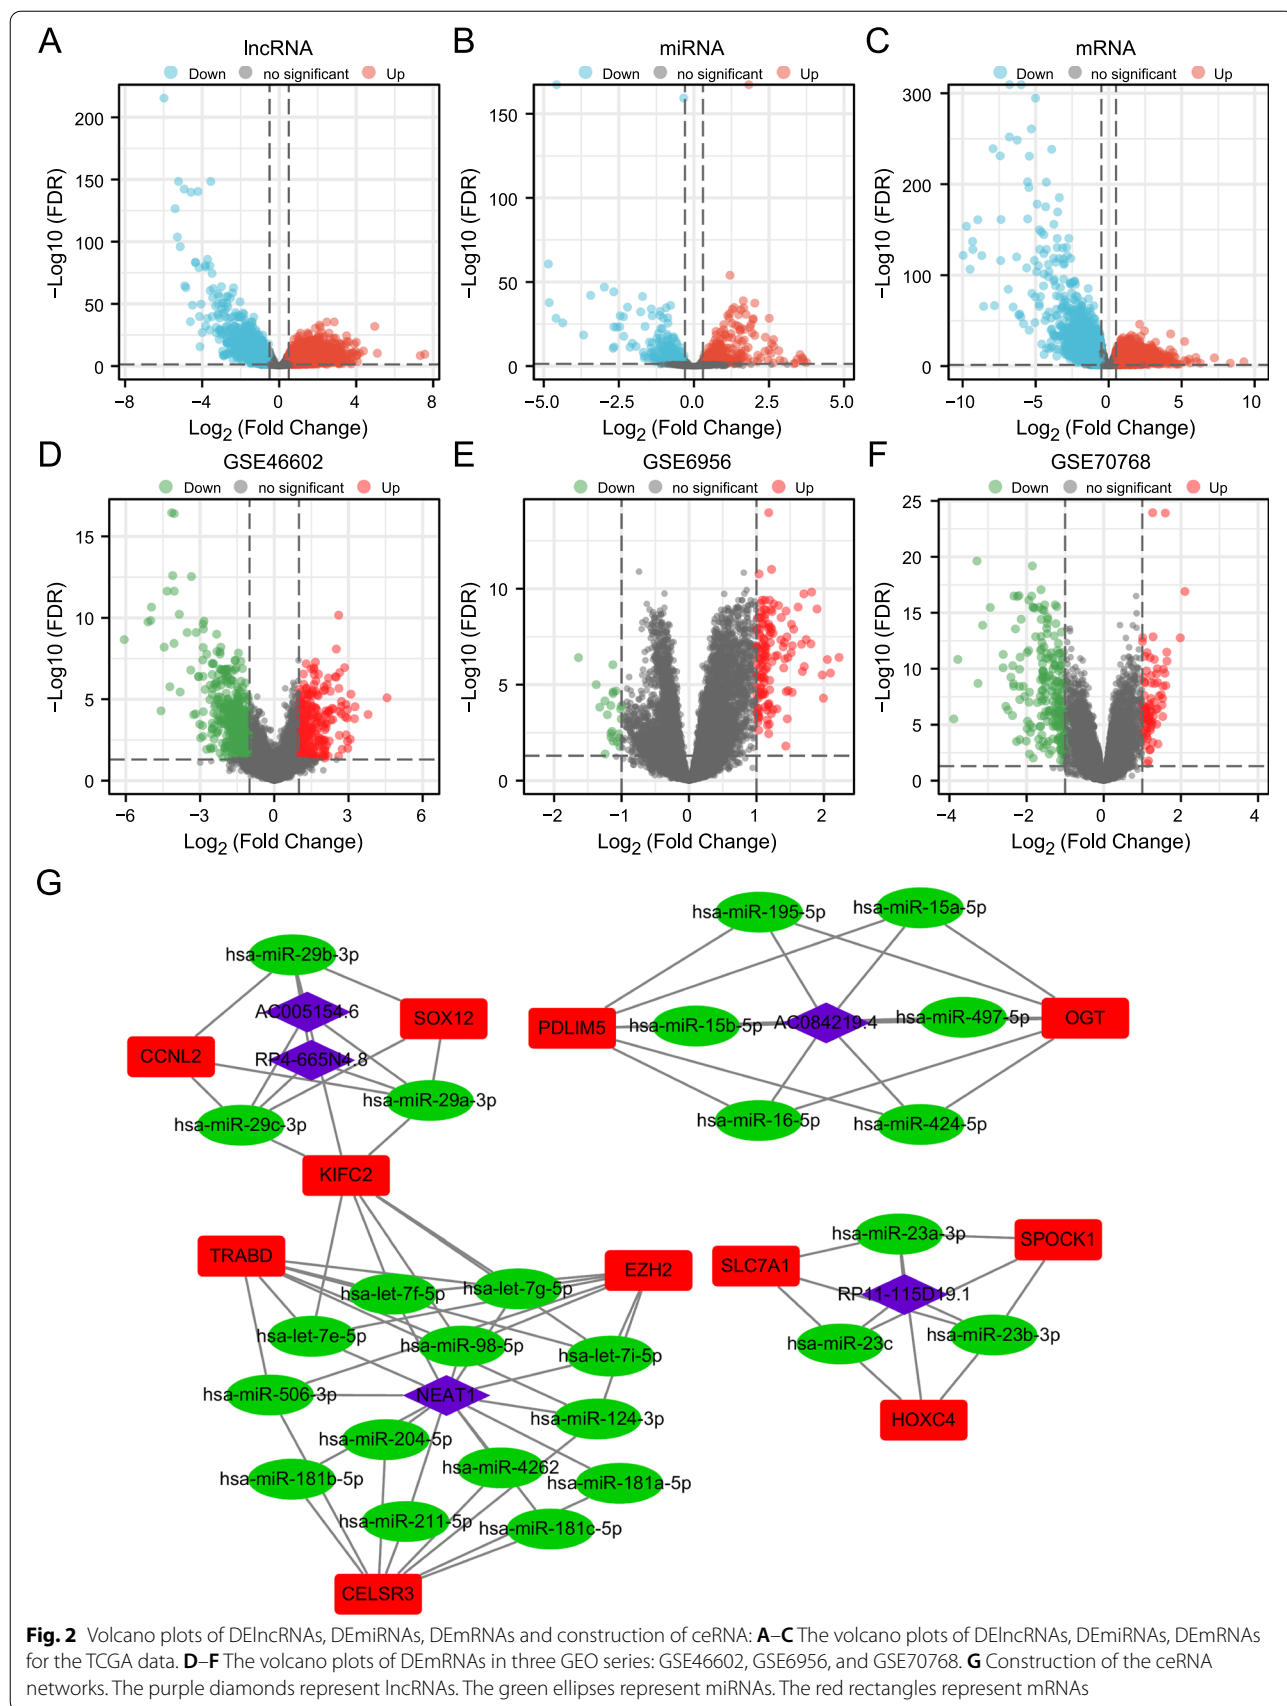 A
lncRNA
Down no significant Up
200
150
100
50
0
−Log10 (FDR)
−8 −4 0 4 8
Log2 (Fold Change)
B
miRNA
Down no significant Up
150
100
50
0
−Log10 (FDR)
−5.0 −2.5 0.0 2.5 5.0
Log2 (Fold Change)
C
mRNA
Down no significant Up
300
200
100
0
−Log10 (FDR)
−10 −5 0 5 10
Log2 (Fold Change)
D
GSE46602
Down no significant Up
15
10
5
0
−Log10 (FDR)
−6 −3 0 3 6
Log2 (Fold Change)
E
GSE6956
Down no significant Up
10
5
0
−Log10 (FDR)
−2 −1 0 1 2
Log2 (Fold Change)
F
GSE70768
Down no significant Up
25
20
15
10
5
0
−Log10 (FDR)
−4 −2 0 2 4
Log2 (Fold Change)
G
hsa-miR-29b-3p
AC005154.6
SOX12
CCNL2
RP4-665N4.8
hsa-miR-29a-3p
hsa-miR-29c-3p
KIFC2
TRABD
EZH2
hsa-let-7f-5p
hsa-let-7g-5p
hsa-let-7e-5p
hsa-miR-98-5p
hsa-let-7i-5p
hsa-miR-506-3p
NEAT1
hsa-miR-124-3p
hsa-miR-204-5p
hsa-miR-4262
hsa-miR-181b-5p
hsa-miR-181a-5p
hsa-miR-211-5p
hsa-miR-181c-5p
CELSR3
hsa-miR-195-5p
hsa-miR-15a-5p
PDLIM5
hsa-miR-15b-5p
AC084219.4
hsa-miR-497-5p
OGT
hsa-miR-16-5p
hsa-miR-424-5p
hsa-miR-23a-3p
SPOCK1
SLC7A1
RP11-115D19.1
hsa-miR-23c
hsa-miR-23b-3p
HOXC4
Fig. 2 Volcano plots of DElncRNAs, DEmiRNAs, DEmRNAs and construction of ceRNA: A–C The volcano plots of DElncRNAs, DEmiRNAs, DEmRNAs
for the TCGA data. D–F The volcano plots of DEmRNAs in three GEO series: GSE46602, GSE6956, and GSE70768. G Construction of the ceRNA
networks. The purple diamonds represent lncRNAs. The green ellipses represent miRNAs. The red rectangles represent mRNAs